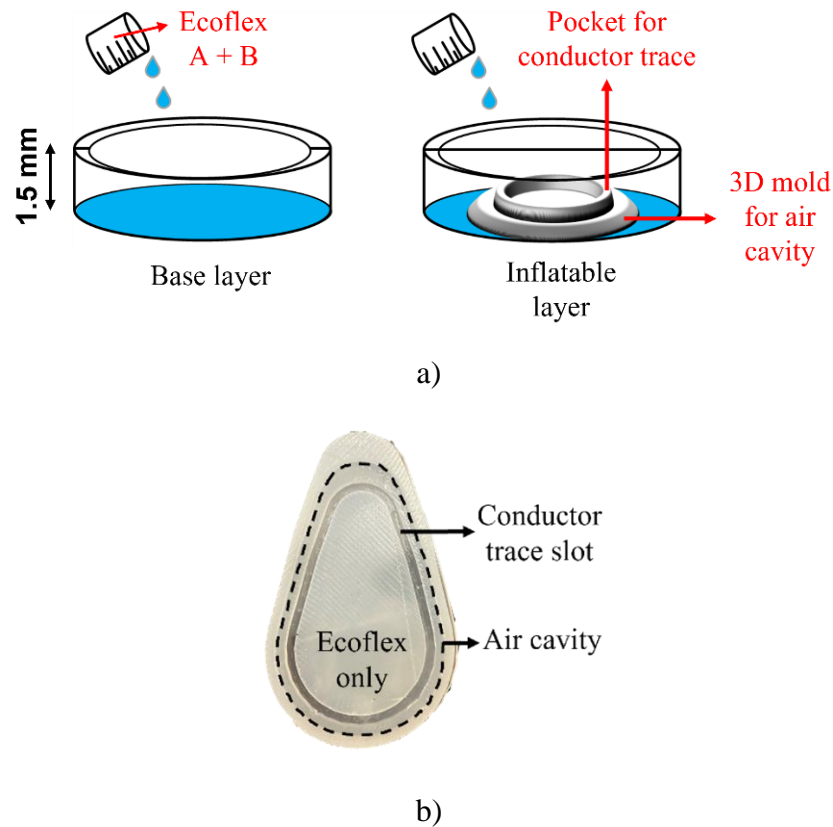 Ecoflex
A + B
Pocket for
conductor trace
1.5 mm
3D mold
for air
cavity
Base layer
Inflatable
layer
a)
Conductor
trace slot
Ecoflex
only
Air cavity
b)